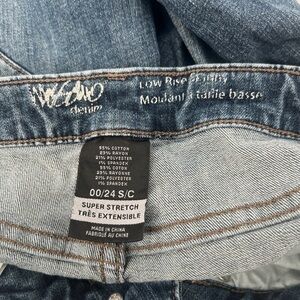 Mossimo
denim
Low Rise Skinny
Moulant à taille basse
55% COTTON
23% RAYON
21% POLYESTER
1% SPANDEX
55% COTON
23% RAYONNE
21% POLYESTER
1% SPANDEX
00/24 S/C
SUPER STRETCH
TRÈS EXTENSIBLE
MADE IN CHINA
FABRIQUÉ AU CHINE